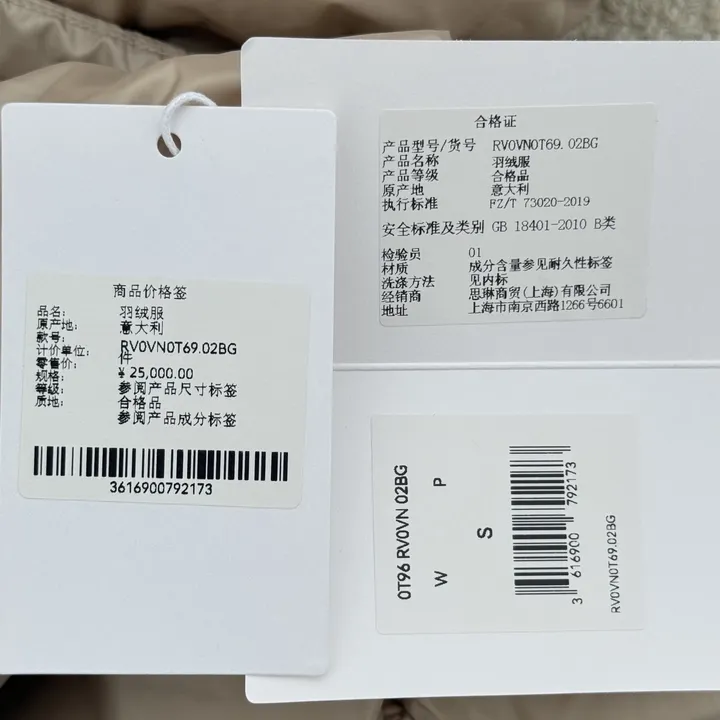 商品价格签
品名: 羽绒服
原产地: 意大利
款号: RV0VN0T69.02BG
计价单位: 件
零售价: ¥ 25,000.00
规格: 参阅产品尺寸标签
等级: 合格品
质地: 参阅产品成分标签
3616900792173
合格证
产品型号/货号 RV0VN0T69.02BG
产品名称 羽绒服
产品等级 合格品
原产地 意大利
执行标准 FZ/T 73020-2019
安全标准及类别 GB 18401-2010 B类
检验员 01
材质 成分含量参见耐久性标签
洗涤方法 见内标
经销商 思琳商贸(上海)有限公司
地址 上海市南京西路1266号6601
0T96 RV0VN 02BG
W P
S
3 616900 792173
RV0VN0T69.02BG